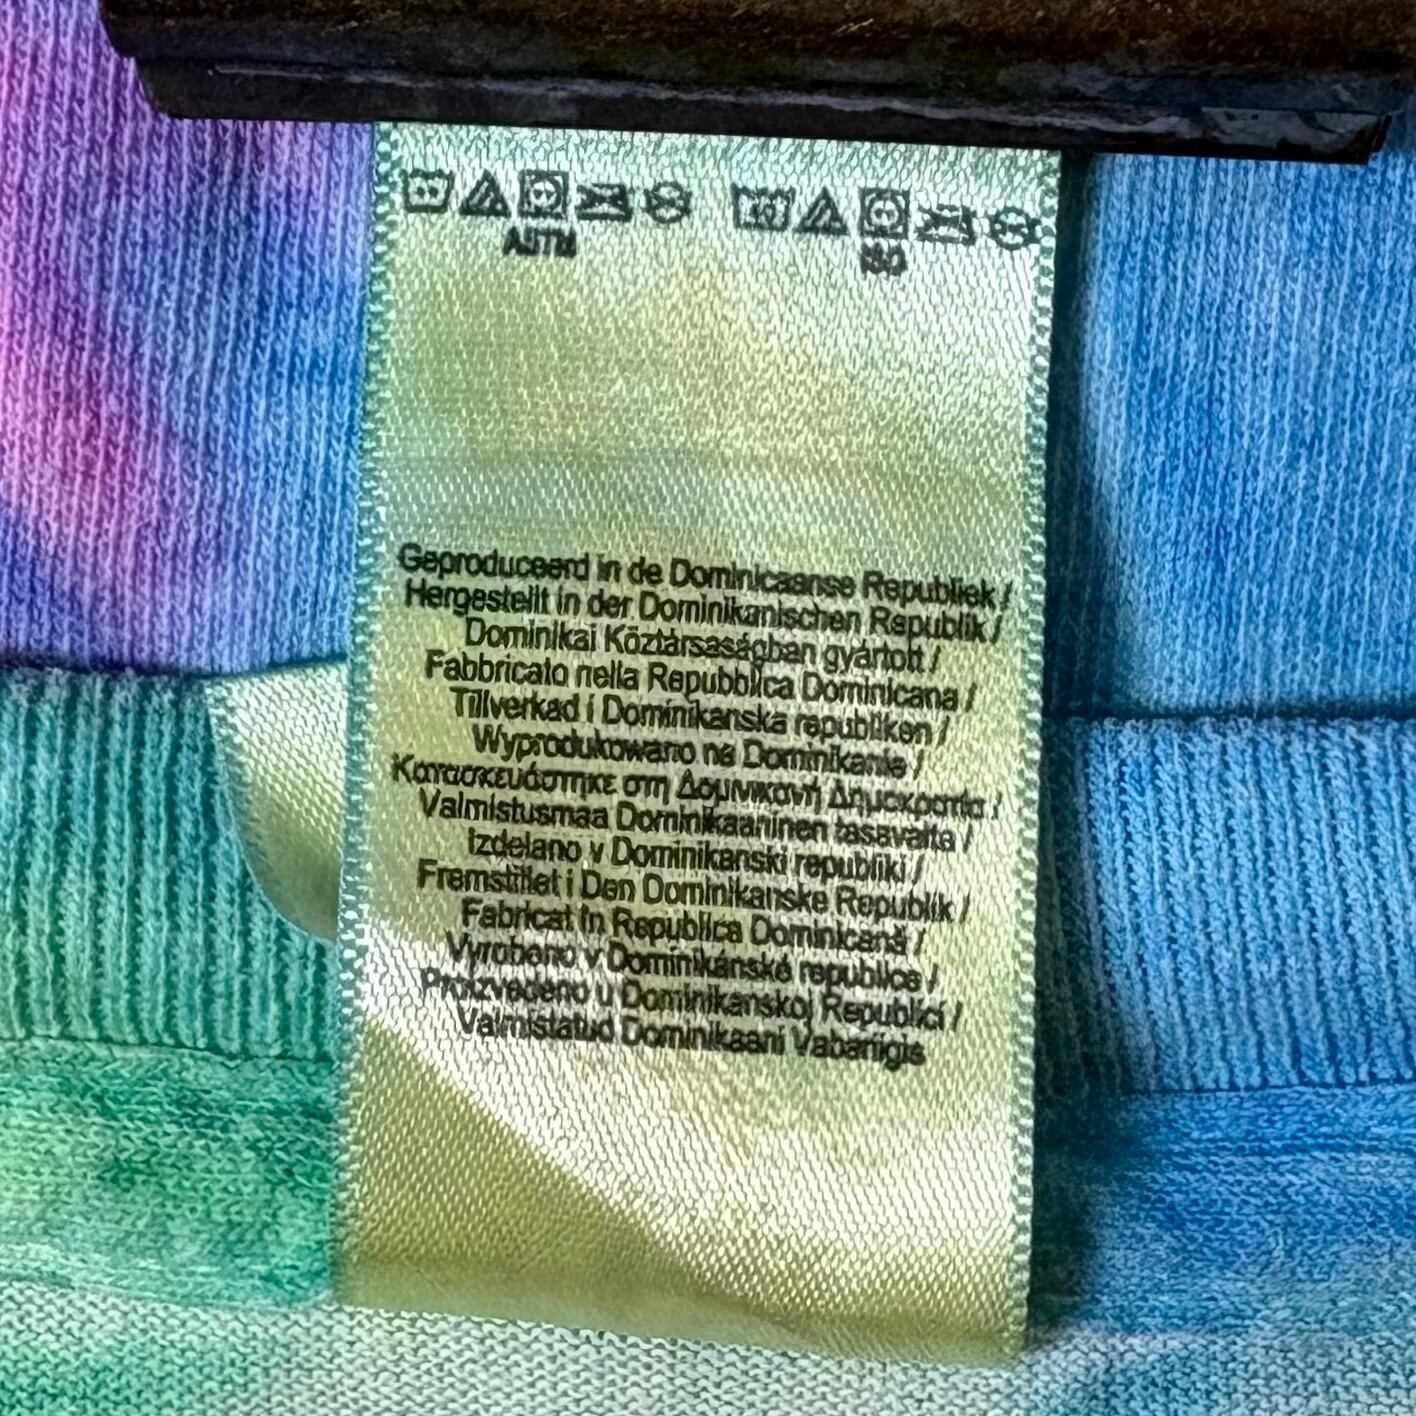 ASTM ISO
Geproduceerd in de Dominicaanse Republiek /
Hergestellt in der Dominikanischen Republik /
Dominikai Köztársaságban gyártott /
Fabbricato nella Repubblica Dominicana /
Tillverkad i Dominikanska republiken /
Wyprodukowano na Dominikanie /
Κατασκευάστηκε στη Δομινικανή Δημοκρατία /
Valmistusmaa Dominikaaninen tasavalta /
Izdelano v Dominikanski republiki /
Fremstillet i Den Dominikanske Republik /
Fabricat în Republica Dominicană /
Vyrobeno v Dominikánské republice /
Proizvedeno u Dominikanskoj Republici /
Valmistatud Dominikaani Vabariigis